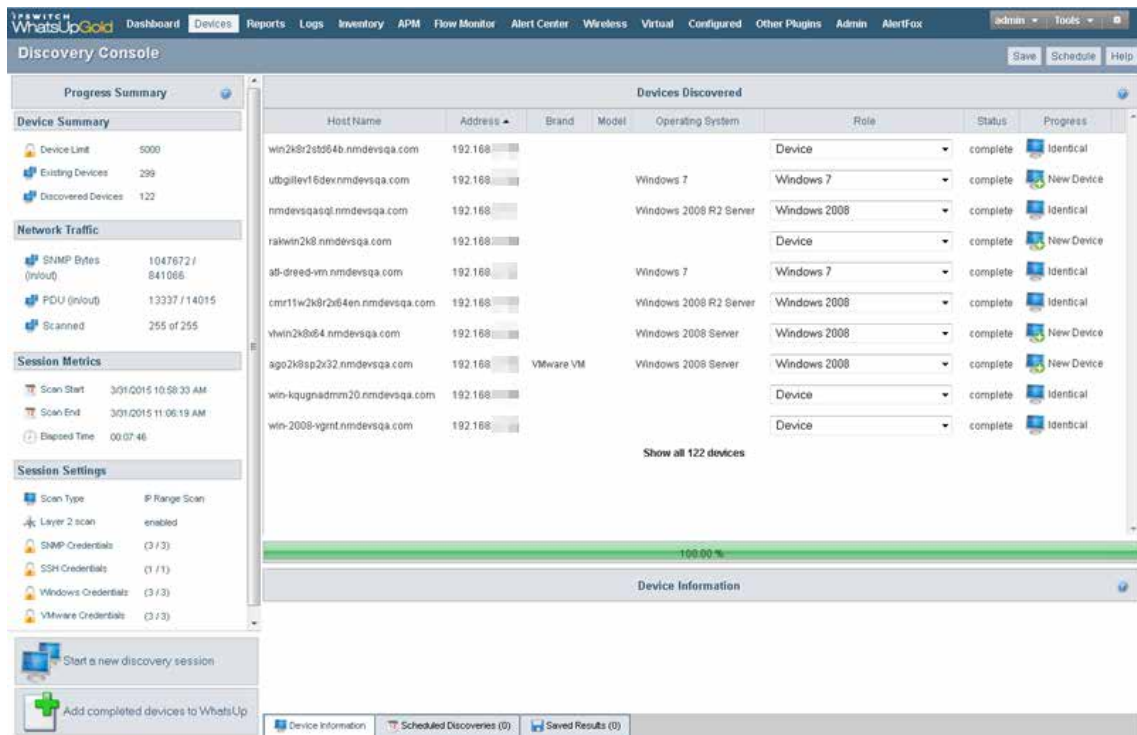 IPSWITCH
WhatsUpGold Dashboard Devices Reports Logs Inventory APM Flow Monitor Alert Center Wireless Virtual Configured Other Plugins Admin AlertFox admin Tools
Discovery Console Save Schedule Help
Progress Summary
Device Summary
Device Limit 5000
Existing Devices 299
Discovered Devices 122
Network Traffic
SNMP Bytes (in/out) 1047672 / 841066
PDU (in/out) 13337 / 14015
Scanned 255 of 255
Session Metrics
Scan Start 3/31/2015 10:58:33 AM
Scan End 3/31/2015 11:06:19 AM
Elapsed Time 00:07:46
Session Settings
Scan Type IP Range Scan
Layer 2 scan enabled
SNMP Credentials (3 / 3)
SSH Credentials (1 / 1)
Windows Credentials (3 / 3)
VMware Credentials (3 / 3)
Start a new discovery session
Add completed devices to WhatsUp
Devices Discovered
Host Name Address Brand Model Operating System Role Status Progress
win2k8r2std64b.nmdevsqa.com 192.168 Device complete Identical
utbgillev16dev.nmdevsqa.com 192.168 Windows 7 Windows 7 complete New Device
nmdevsqasql.nmdevsqa.com 192.168 Windows 2008 R2 Server Windows 2008 complete Identical
rakwin2k8.nmdevsqa.com 192.168 Device complete New Device
atl-dreed-vm.nmdevsqa.com 192.168 Windows 7 Windows 7 complete Identical
cmr11w2k8r2x64en.nmdevsqa.com 192.168 Windows 2008 R2 Server Windows 2008 complete Identical
vlwin2k8x64.nmdevsqa.com 192.168 Windows 2008 Server Windows 2008 complete New Device
ago2k8sp2x32.nmdevsqa.com 192.168 VMware VM Windows 2008 Server Windows 2008 complete New Device
win-kqugnadmm20.nmdevsqa.com 192.168 Device complete Identical
win-2008-vgrnt.nmdevsqa.com 192.168 Device complete Identical
Show all 122 devices
100.00 %
Device Information
Device Information Scheduled Discoveries (0) Saved Results (0)